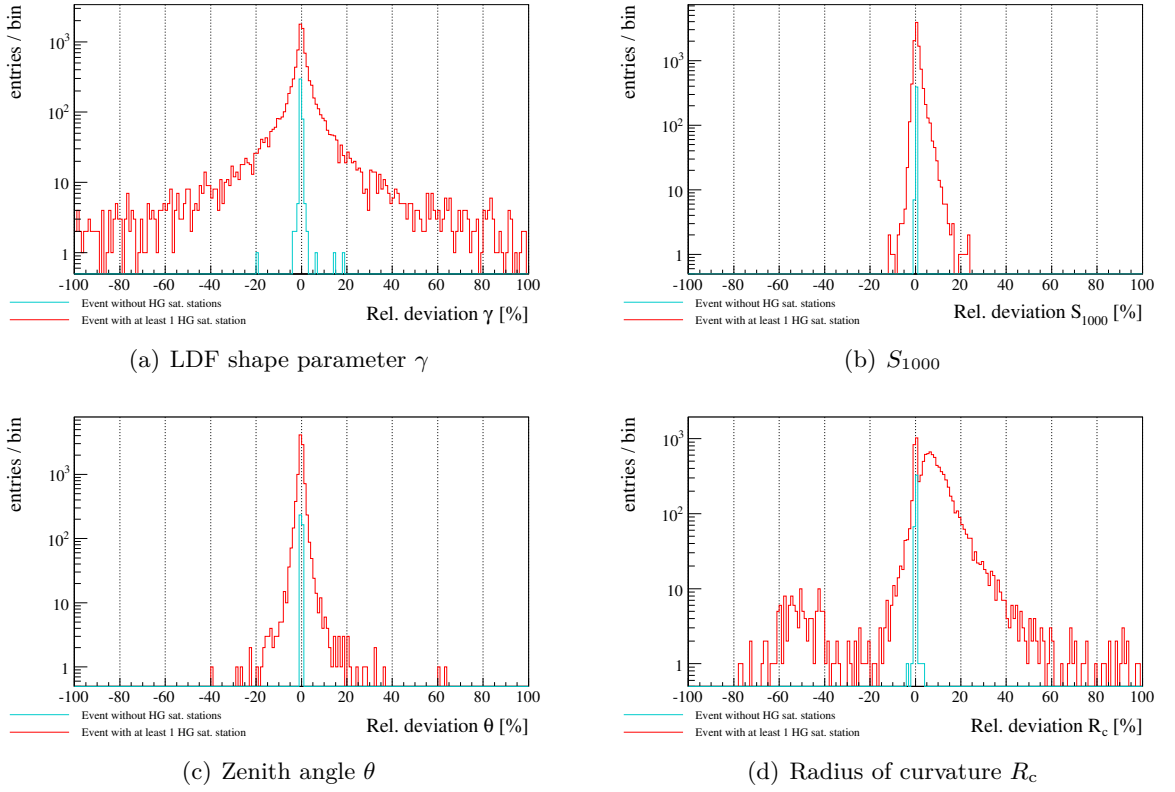 entries / bin
10³
10²
10
1
-100 -80 -60 -40 -20 0 20 40 60 80 100
Event without HG sat. stations
Event with at least 1 HG sat. station
Rel. deviation γ [%]
(a) LDF shape parameter γ
entries / bin
10³
10²
10
1
-100 -80 -60 -40 -20 0 20 40 60 80 100
Event without HG sat. stations
Event with at least 1 HG sat. station
Rel. deviation S₁₀₀₀ [%]
(b) S₁₀₀₀
entries / bin
10³
10²
10
1
-100 -80 -60 -40 -20 0 20 40 60 80 100
Event without HG sat. stations
Event with at least 1 HG sat. station
Rel. deviation θ [%]
(c) Zenith angle θ
entries / bin
10³
10²
10
1
-100 -80 -60 -40 -20 0 20 40 60 80 100
Event without HG sat. stations
Event with at least 1 HG sat. station
Rel. deviation R_c [%]
(d) Radius of curvature R_c